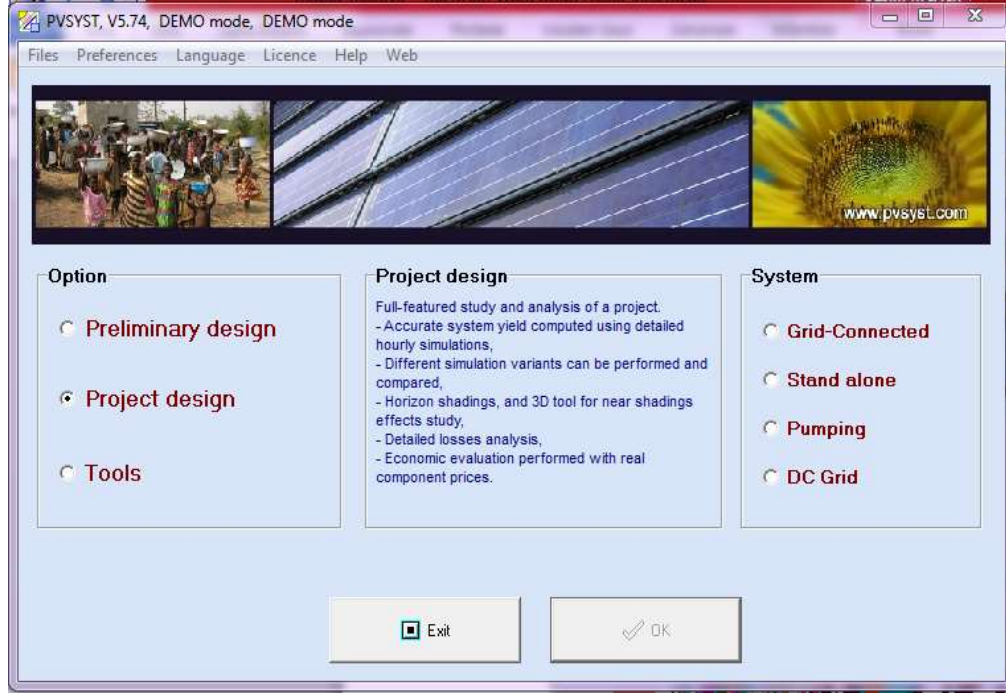 PVSYST, V5.74, DEMO mode, DEMO mode
Files Preferences Language Licence Help Web
www.pvsyst.com
Option
Preliminary design
Project design
Tools
Project design
Full-featured study and analysis of a project.
- Accurate system yield computed using detailed
hourly simulations,
- Different simulation variants can be performed and
compared,
- Horizon shadings, and 3D tool for near shadings
effects study,
- Detailed losses analysis,
- Economic evaluation performed with real
component prices.
System
Grid-Connected
Stand alone
Pumping
DC Grid
Exit
OK